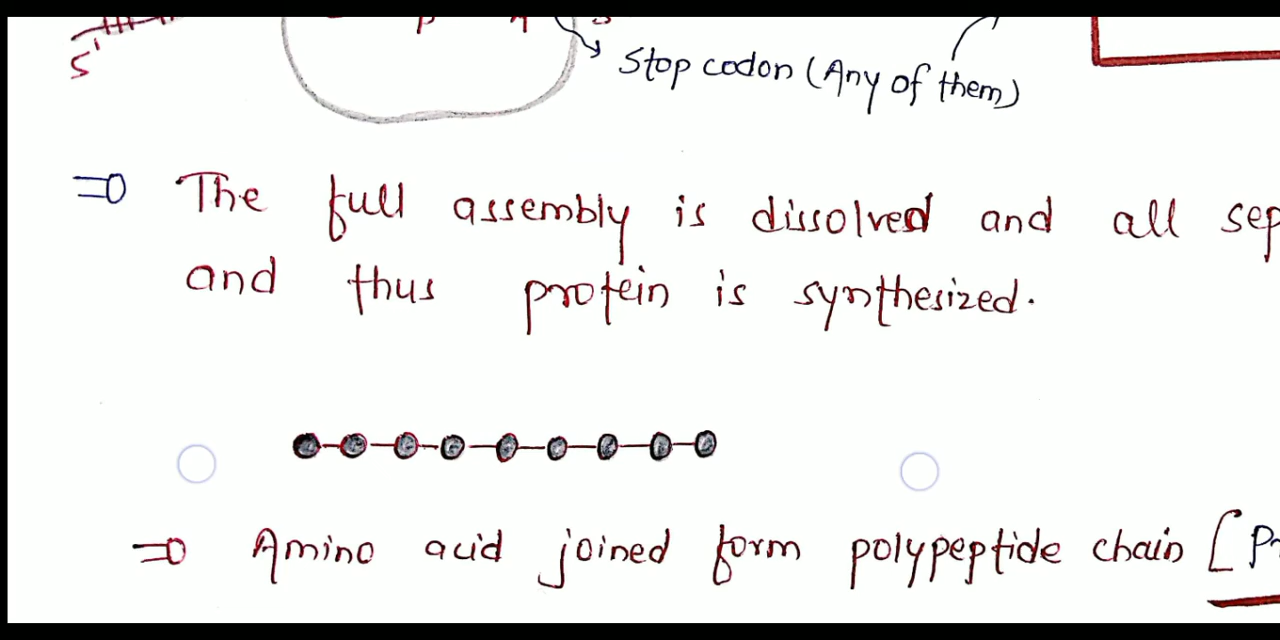 5'
P A
Stop codon (Any of them)
⇒ The full assembly is dissolved and all
and thus protein is synthesized.
⇒ Amino acid joined form polypeptide chain [